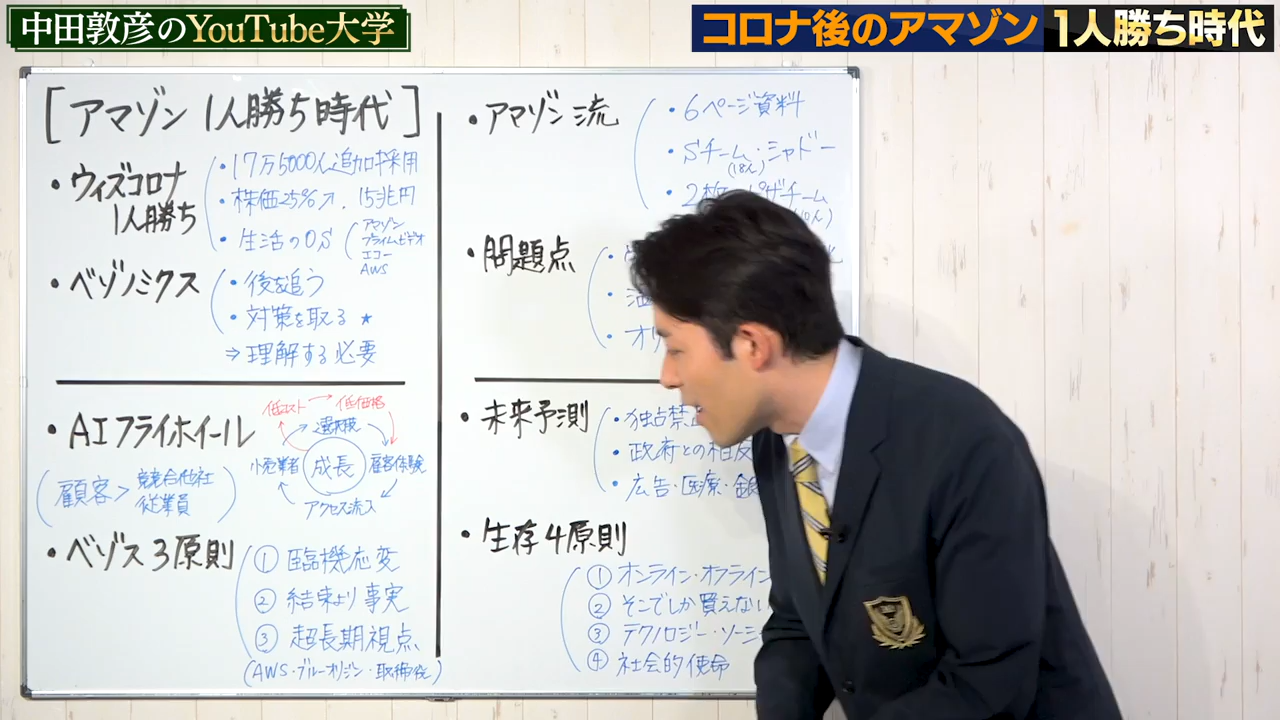 中田敦彦のYouTube大学
コロナ後のアマゾン 1人勝ち時代
[アマゾン 1人勝ち時代]
・ウィズコロナ
1人勝ち
・17万5000人追加採用
・株価25%↗. 15兆円
・生活のOS
アマゾン
プライムビデオ
エコー
AWS
・ベゾノミクス
・後を追う
・対策を取る ★
⇒理解する必要
・AIフライホイール
(顧客>
競合他社
従業員)
低コスト→低価格
選択肢
小売業者
成長
顧客体験
アクセス流入
・ベゾス3原則
① 臨機応変
② 結束より事実
③ 超長期視点
(AWS・ブルーオリジン・取締役)
・アマゾン流
・6ページ資料
・Sチーム・シャドー
(18人)
・2枚ピザチーム
・問題点
・オリ
・未来予測
・独占禁止
・政府との
・広告・医療・銀
・生存4原則
① オンライン・オフライン
② そこでしか買えない
③ テクノロジー・ソーシ
④ 社会的使命